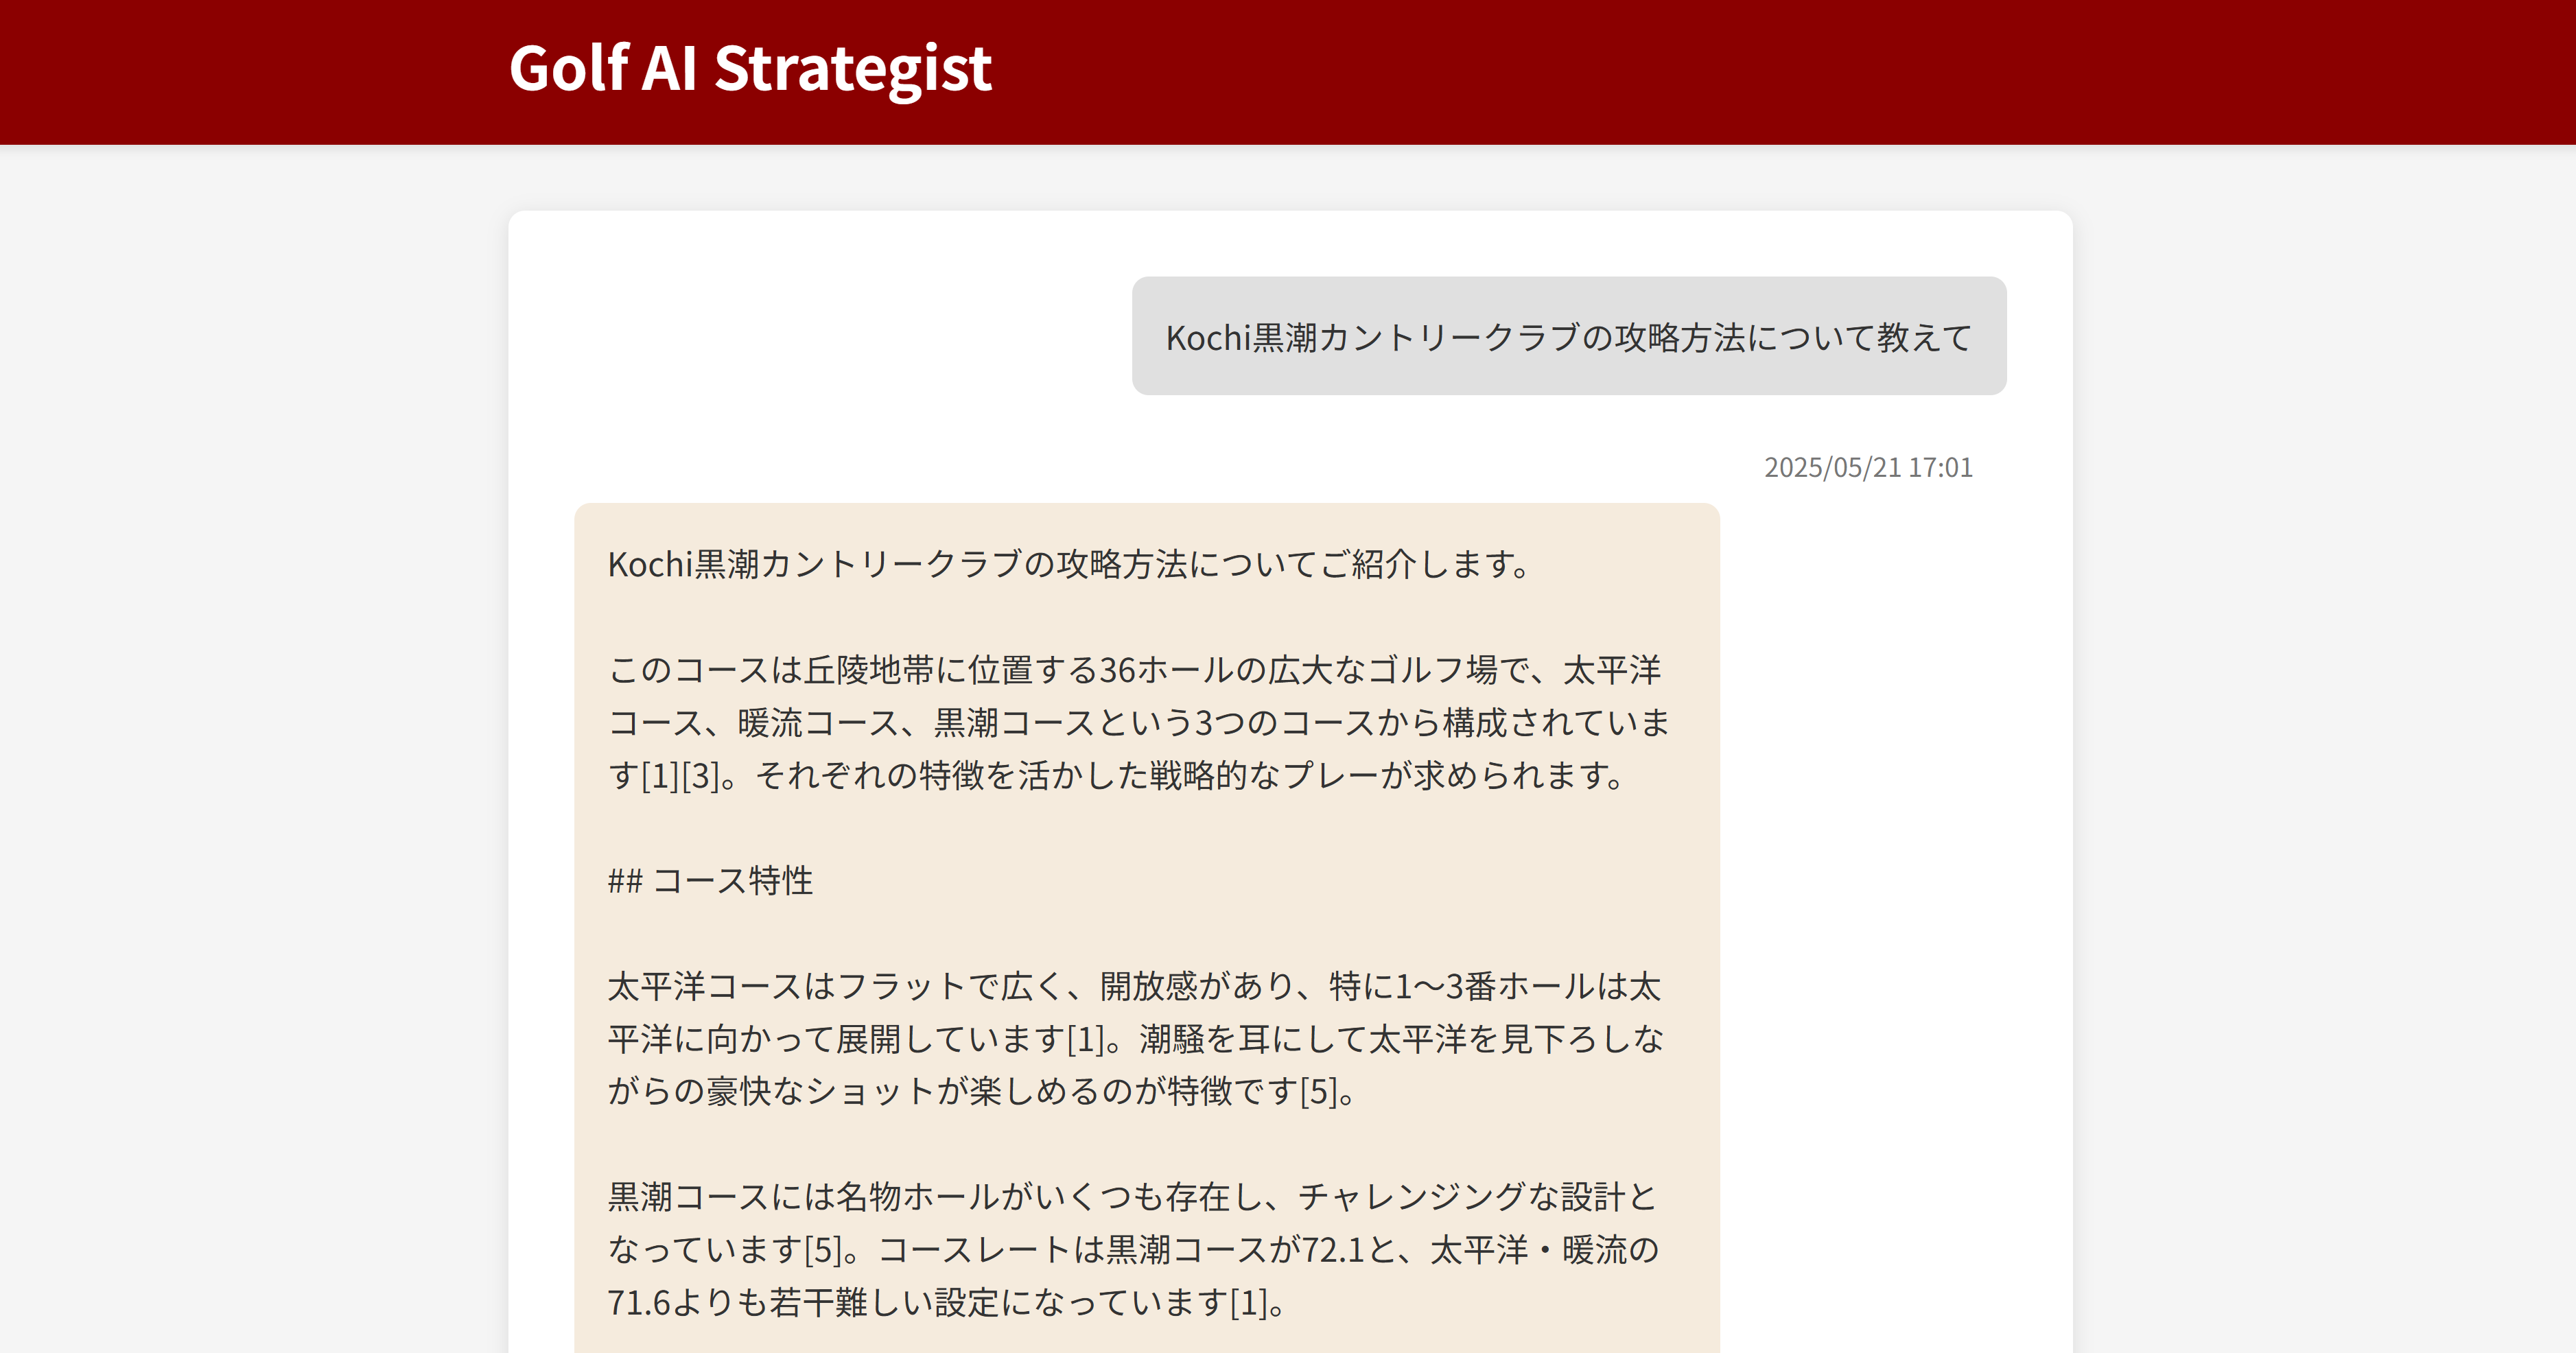 Golf AI Strategist
Kochi黒潮カントリークラブの攻略方法について教えて
2025/05/21 17:01
Kochi黒潮カントリークラブの攻略方法についてご紹介します。
このコースは丘陵地帯に位置する36ホールの広大なゴルフ場で、太平洋
コース、暖流コース、黒潮コースという3つのコースから構成されていま
す[1][3]。それぞれの特徴を活かした戦略的なプレーが求められます。
## コース特性
太平洋コースはフラットで広く、開放感があり、特に1〜3番ホールは太
平洋に向かって展開しています[1]。潮騒を耳にして太平洋を見下ろしな
がらの豪快なショットが楽しめるのが特徴です[5]。
黒潮コースには名物ホールがいくつも存在し、チャレンジングな設計と
なっています[5]。コースレートは黒潮コースが72.1と、太平洋・暖流の
71.6よりも若干難しい設定になっています[1]。